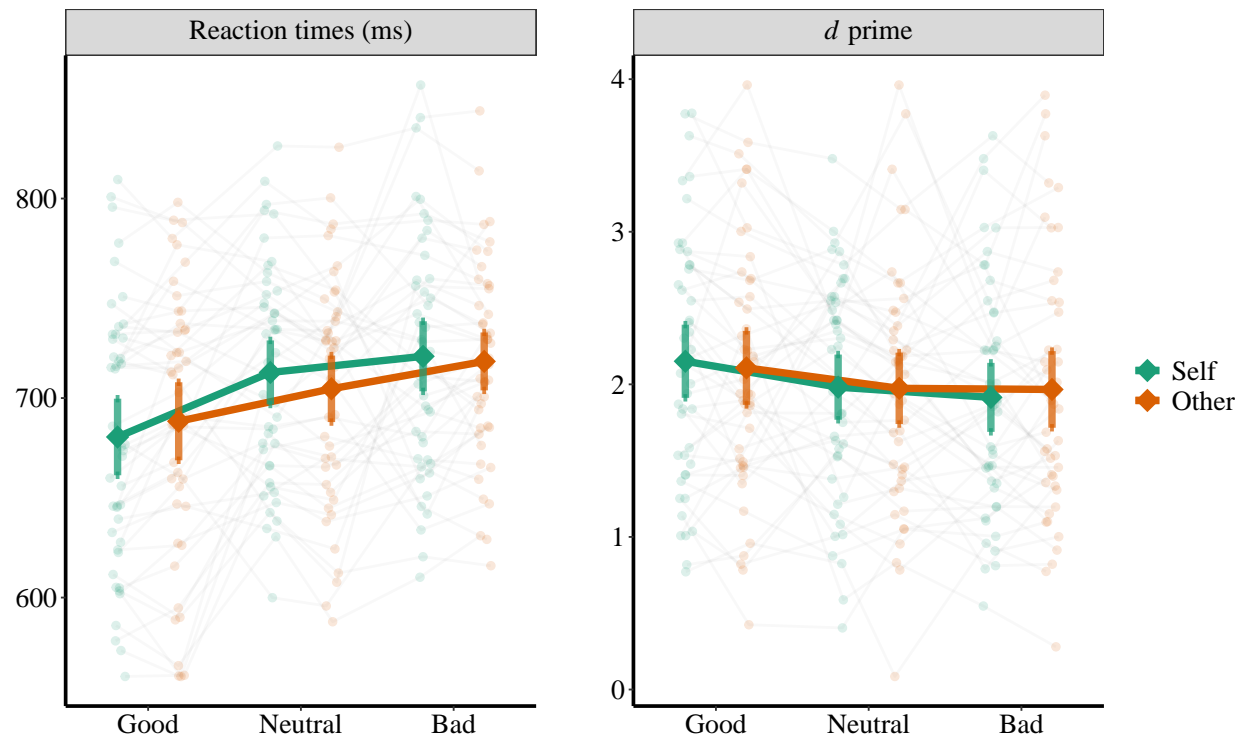 Reaction times (ms)
800
700
600
Good Neutral Bad
d prime
4
3
2
1
0
Good Neutral Bad
Self
Other